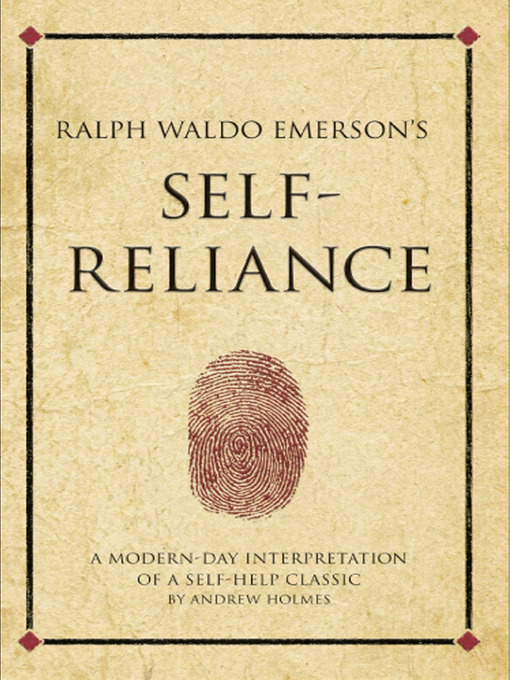 RALPH WALDO EMERSON'S
SELF-
RELIANCE
A MODERN-DAY INTERPRETATION
OF A SELF-HELP CLASSIC
BY ANDREW HOLMES